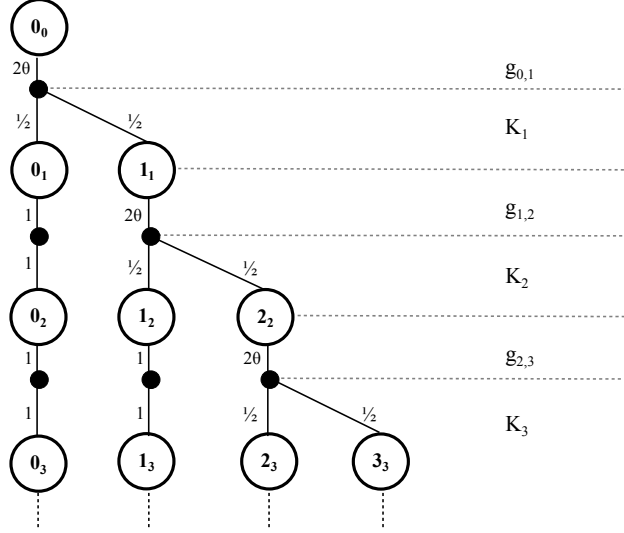 0₀
2θ
g₀,₁
½ ½ K₁
0₁ 1₁
1 2θ g₁,₂
1 ½ ½ K₂
0₂ 1₂ 2₂
1 1 2θ g₂,₃
1 1 ½ ½ K₃
0₃ 1₃ 2₃ 3₃